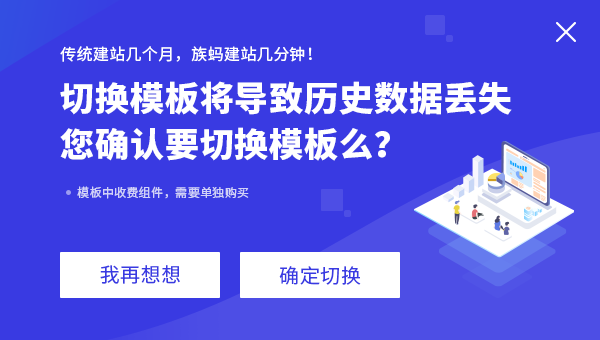 传统建站几个月，族蚂建站几分钟！
切换模板将导致历史数据丢失
您确认要切换模板么？
模板中收费组件，需要单独购买
我再想想
确定切换